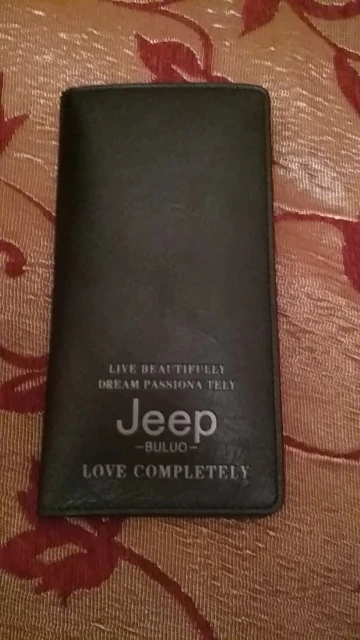 LIVE BEAUTIFULLY
DREAM PASSIONA TELY
Jeep
-BULUO-
LOVE COMPLETELY